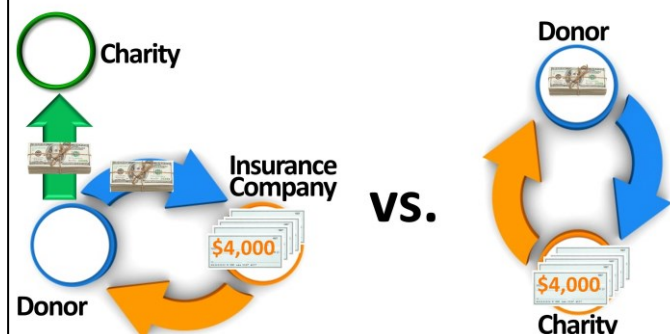 Charity
Insurance
Company
$4,000
Donor
vs.
Donor
$4,000
Charity